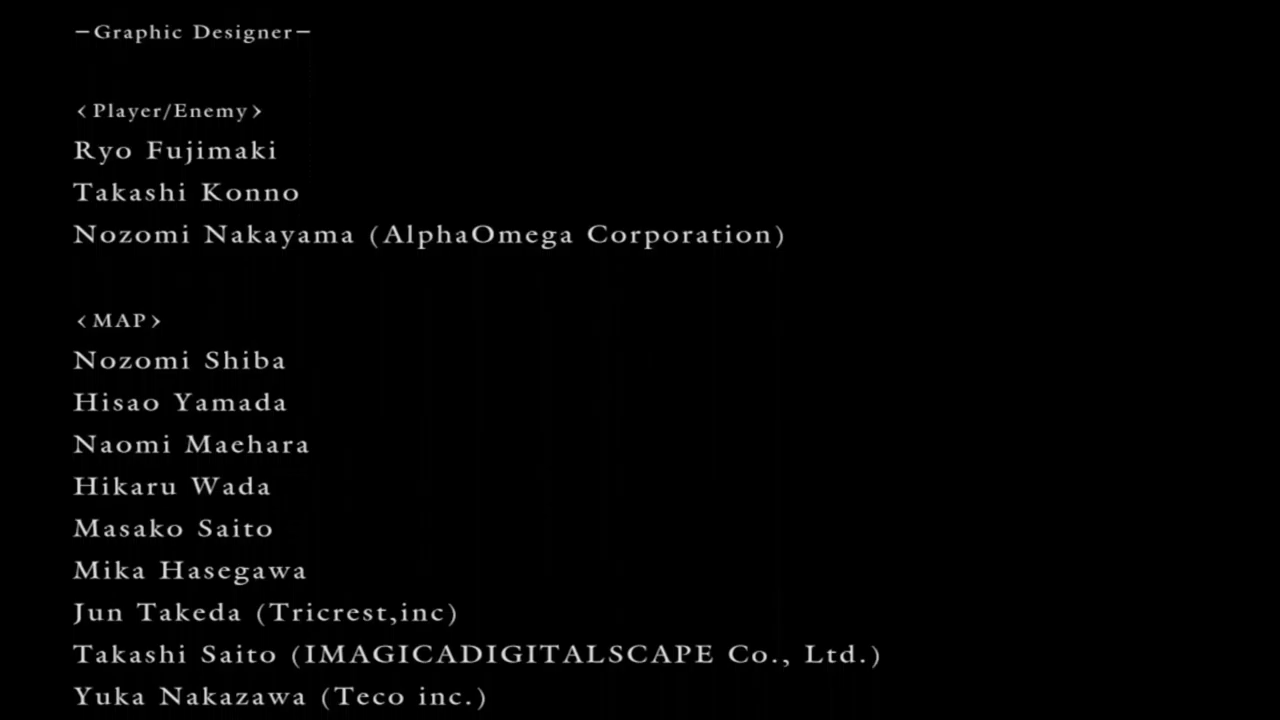 −Graphic Designer−
<Player/Enemy>
Ryo Fujimaki
Takashi Konno
Nozomi Nakayama (AlphaOmega Corporation)
<MAP>
Nozomi Shiba
Hisao Yamada
Naomi Maehara
Hikaru Wada
Masako Saito
Mika Hasegawa
Jun Takeda (Tricrest,inc)
Takashi Saito (IMAGICADIGITALSCAPE Co., Ltd.)
Yuka Nakazawa (Teco inc.)